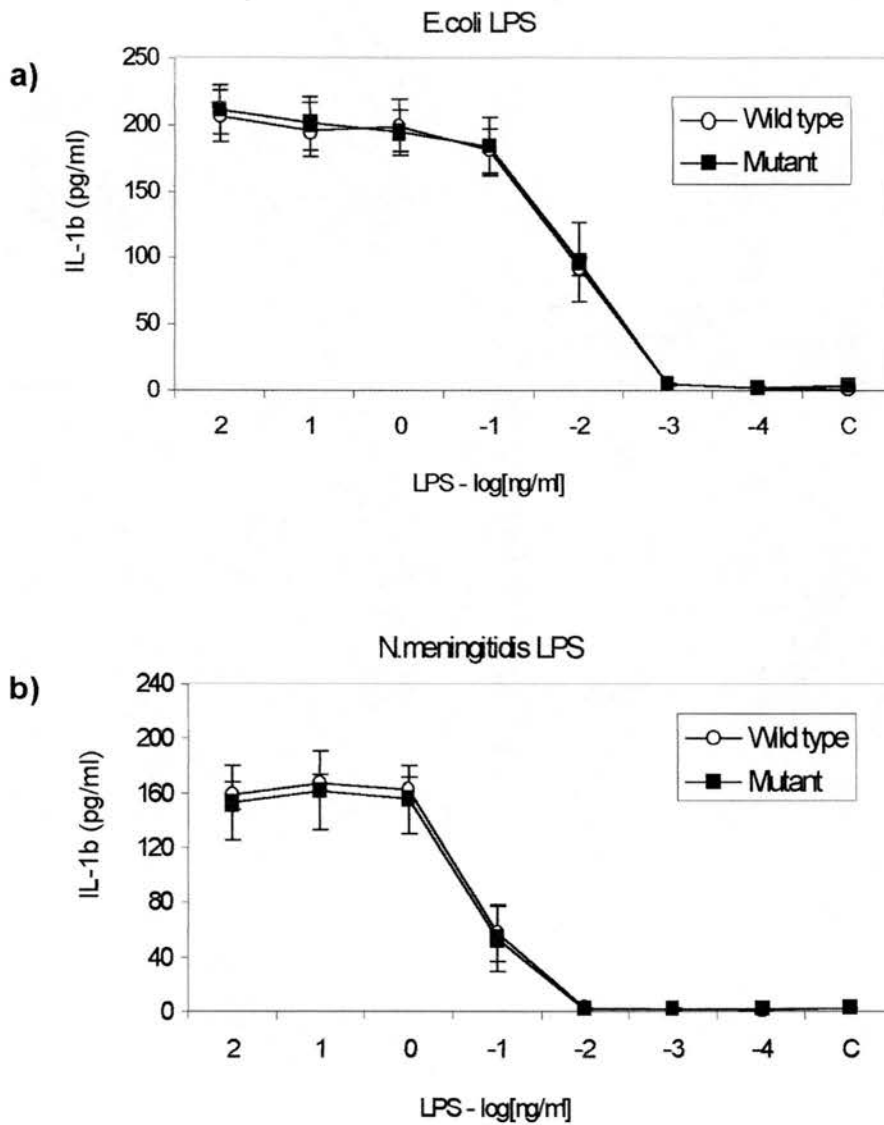 E.coli LPS
a)
250
200
150
100
50
0
IL-1b (pg/ml)
Wild type
Mutant
2 1 0 -1 -2 -3 -4 C
LPS - log[ng/ml]
N.meningitidis LPS
b)
240
200
160
120
80
40
0
IL-1b (pg/ml)
Wild type
Mutant
2 1 0 -1 -2 -3 -4 C
LPS - log[ng/ml]